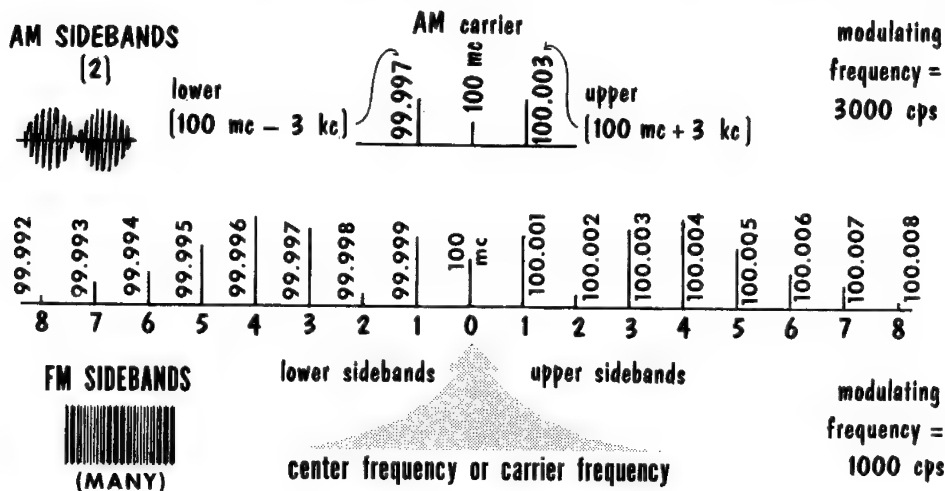 AM SIDEBANDS
(2)
lower
(100 mc - 3 kc)
AM carrier
99.997
100 mc
100.003
upper
(100 mc + 3 kc)
modulating
frequency =
3000 cps
99.992
99.993
99.994
99.995
99.996
99.997
99.998
99.999
100
mc
100.001
100.002
100.003
100.004
100.005
100.006
100.007
100.008
8 7 6 5 4 3 2 1 0 1 2 3 4 5 6 7 8
lower sidebands
upper sidebands
FM SIDEBANDS
(MANY)
center frequency or carrier frequency
modulating
frequency =
1000 cps